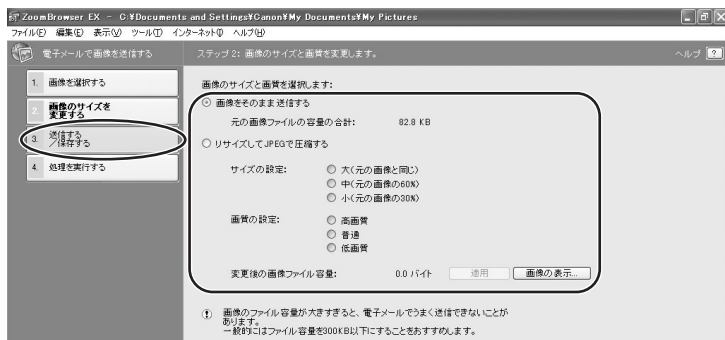 ZoomBrowser EX - C:¥Documents and Settings¥Canon¥My Documents¥My Pictures
ファイル(F) 編集(E) 表示(V) ツール(T) インターネット(I) ヘルプ(H)
電子メールで画像を送信する
ステップ2: 画像のサイズと画質を変更します。
ヘルプ ?
1. 画像を選択する
2. 画像のサイズを
変更する
3. 送信する
/保存する
4. 処理を実行する
画像のサイズと画質を選択します:
画像をそのまま送信する
元の画像ファイルの容量の合計: 82.8 KB
リサイズしてJPEGで圧縮する
サイズの設定: 大(元の画像と同じ)
中(元の画像の60%)
小(元の画像の30%)
画質の設定: 高画質
普通
低画質
変更後の画像ファイル容量: 0.0 バイト 適用 画像の表示...
画像のファイル容量が大きすぎると、電子メールでうまく送信できないことが
あります。
一般的にはファイル容量を300KB以下にすることをおすすめします。